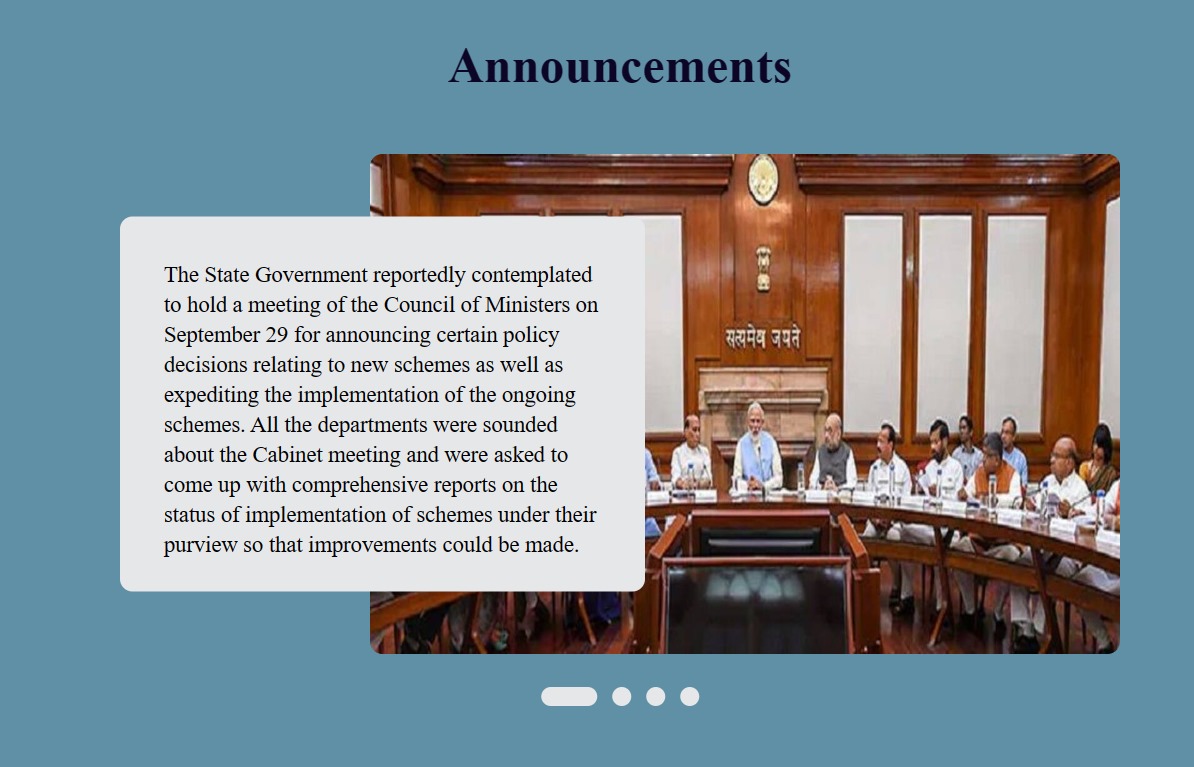 Announcements
The State Government reportedly contemplated
to hold a meeting of the Council of Ministers on
September 29 for announcing certain policy
decisions relating to new schemes as well as
expediting the implementation of the ongoing
schemes. All the departments were sounded
about the Cabinet meeting and were asked to
come up with comprehensive reports on the
status of implementation of schemes under their
purview so that improvements could be made.
सत्यमेव जयते